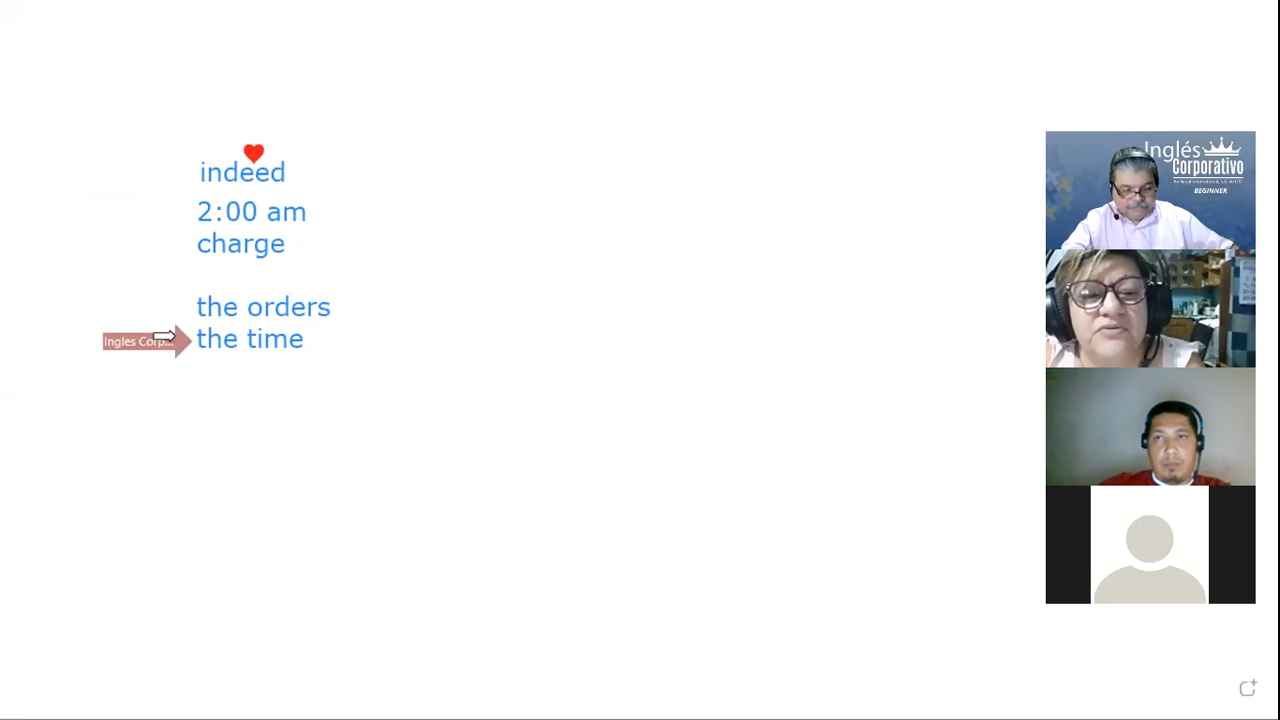 indeed
2:00 am
charge
the orders
Ingles Corp...
the time
Inglés
Corporativo
BEGINNER